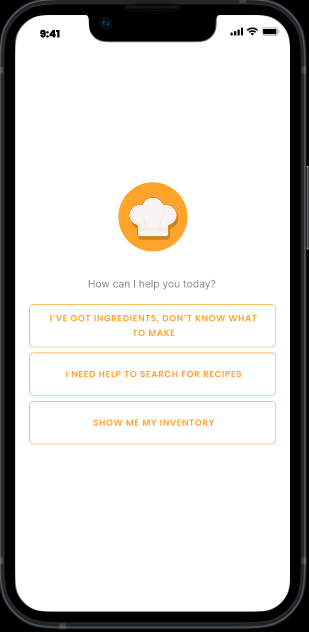 9:41
How can I help you today?
I'VE GOT INGREDIENTS, DON'T KNOW WHAT
TO MAKE
I NEED HELP TO SEARCH FOR RECIPES
SHOW ME MY INVENTORY